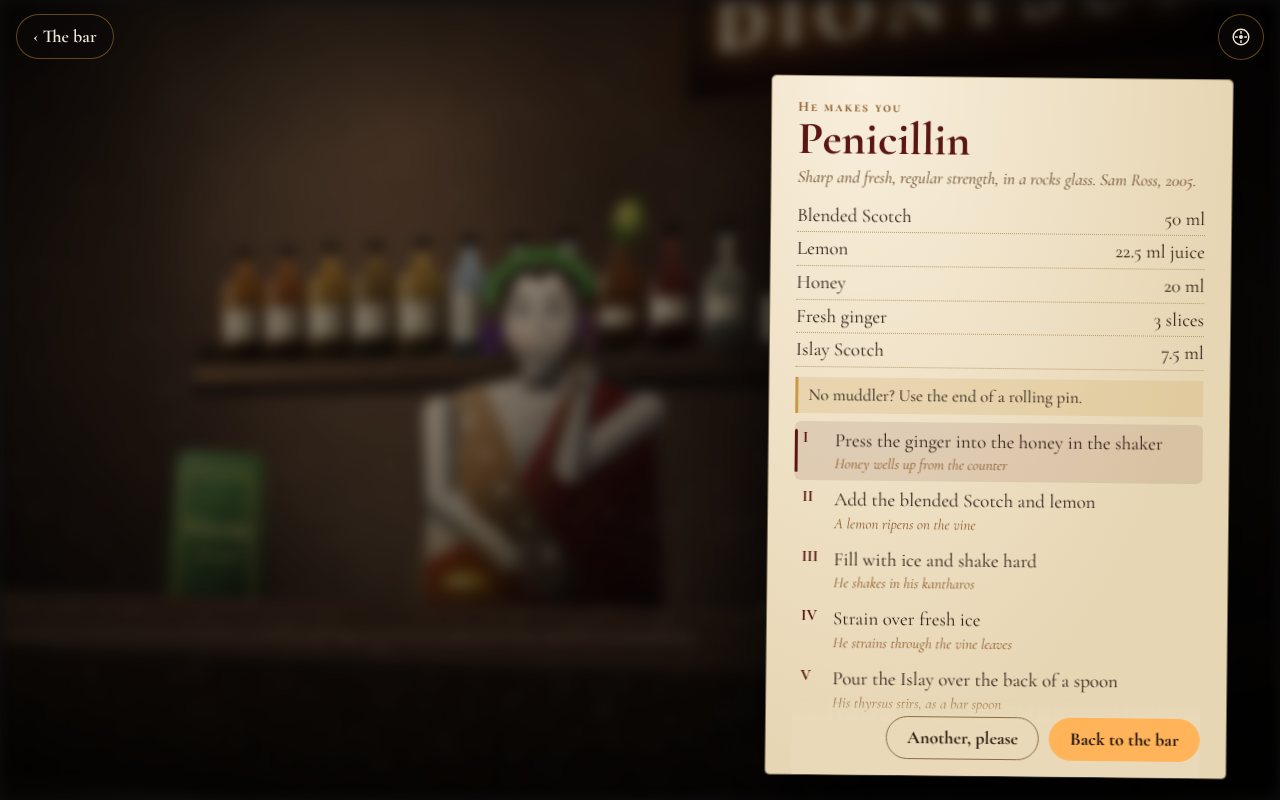 ‹ The bar
He makes you
Penicillin
Sharp and fresh, regular strength, in a rocks glass. Sam Ross, 2005.
Blended Scotch 50 ml
Lemon 22.5 ml juice
Honey 20 ml
Fresh ginger 3 slices
Islay Scotch 7.5 ml
No muddler? Use the end of a rolling pin.
I Press the ginger into the honey in the shaker
Honey wells up from the counter
II Add the blended Scotch and lemon
A lemon ripens on the vine
III Fill with ice and shake hard
He shakes in his kantharos
IV Strain over fresh ice
He strains through the vine leaves
V Pour the Islay over the back of a spoon
His thyrsus stirs, as a bar spoon
Another, please
Back to the bar